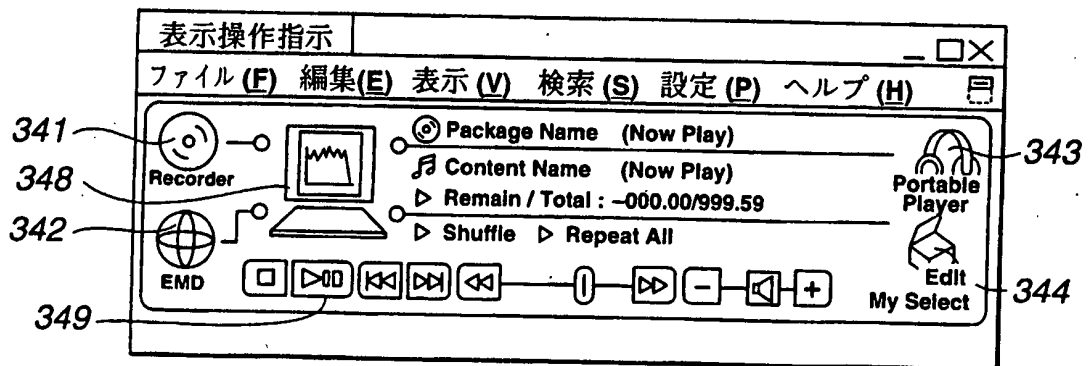 表示操作指示
ファイル (F) 編集(E) 表示 (V) 検索 (S) 設定 (P) ヘルプ (H)
341
Recorder
348
342
EMD
349
Package Name (Now Play)
Content Name (Now Play)
Remain / Total : –000.00/999.59
Shuffle Repeat All
343
Portable
Player
Edit
My Select
344